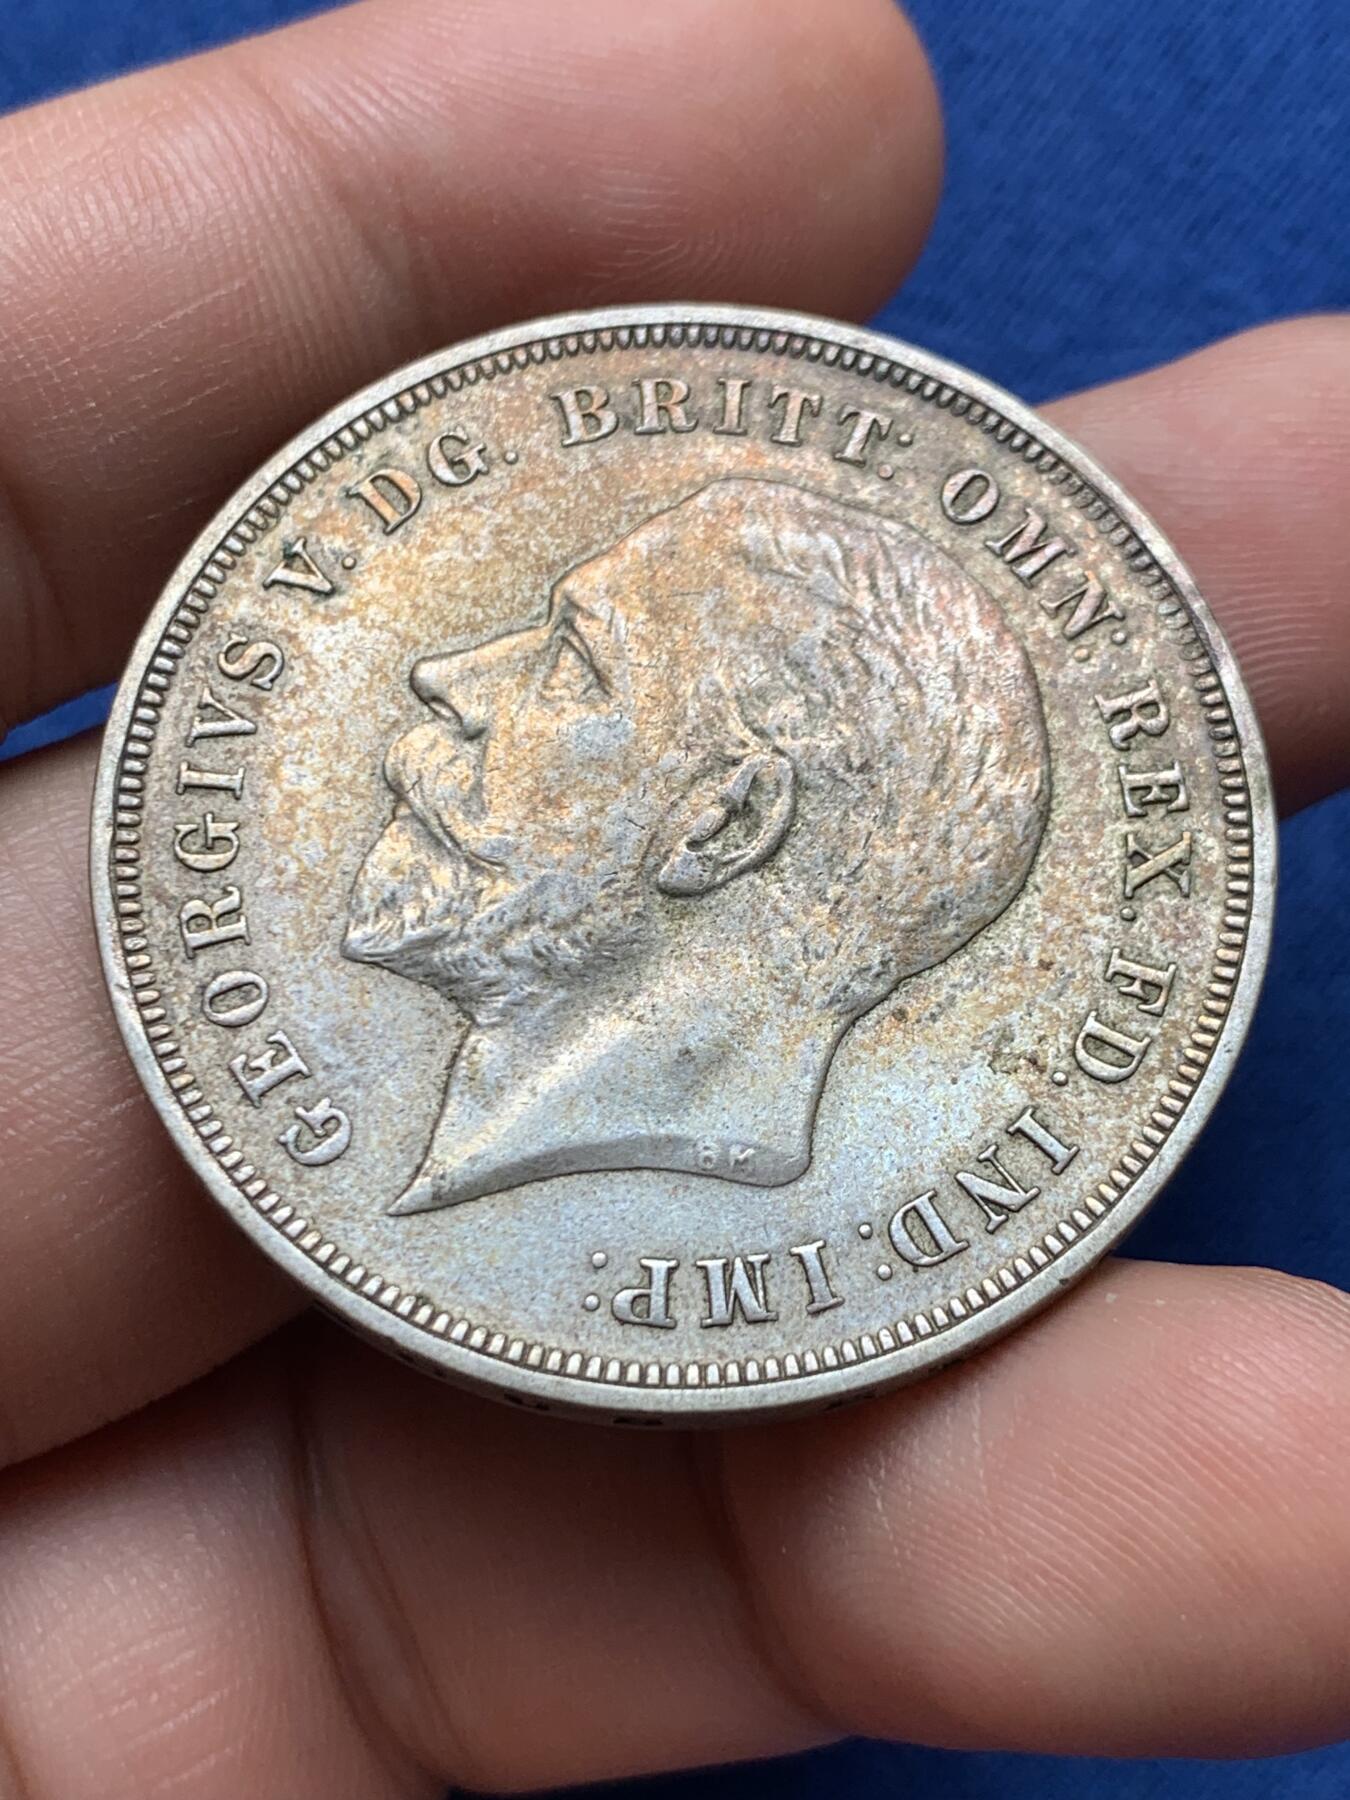 GEORGIVS V. DG. BRITT: OMN: REX. FD. IND: IMP:
BM